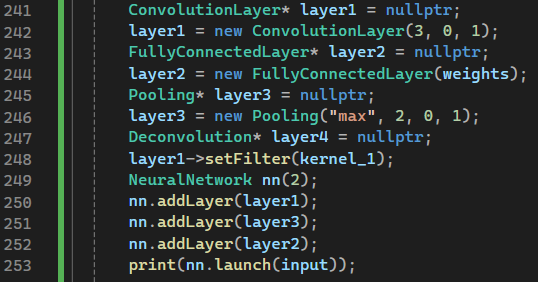 241 ConvolutionLayer* layer1 = nullptr;
242 layer1 = new ConvolutionLayer(3, 0, 1);
243 FullyConnectedLayer* layer2 = nullptr;
244 layer2 = new FullyConnectedLayer(weights);
245 Pooling* layer3 = nullptr;
246 layer3 = new Pooling("max", 2, 0, 1);
247 Deconvolution* layer4 = nullptr;
248 layer1->setFilter(kernel_1);
249 NeuralNetwork nn(2);
250 nn.addLayer(layer1);
251 nn.addLayer(layer3);
252 nn.addLayer(layer2);
253 print(nn.launch(input));